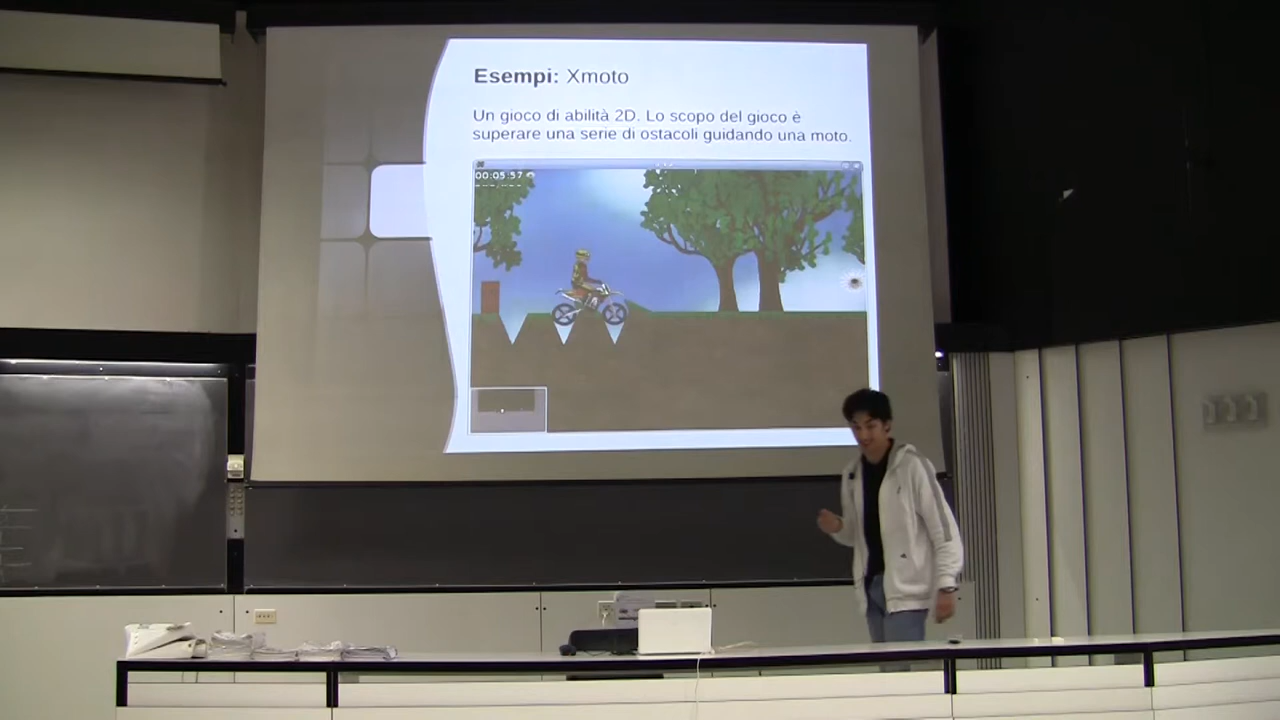 Esempi: Xmoto
Un gioco di abilità 2D. Lo scopo del gioco è
superare una serie di ostacoli guidando una moto.
00:05:57